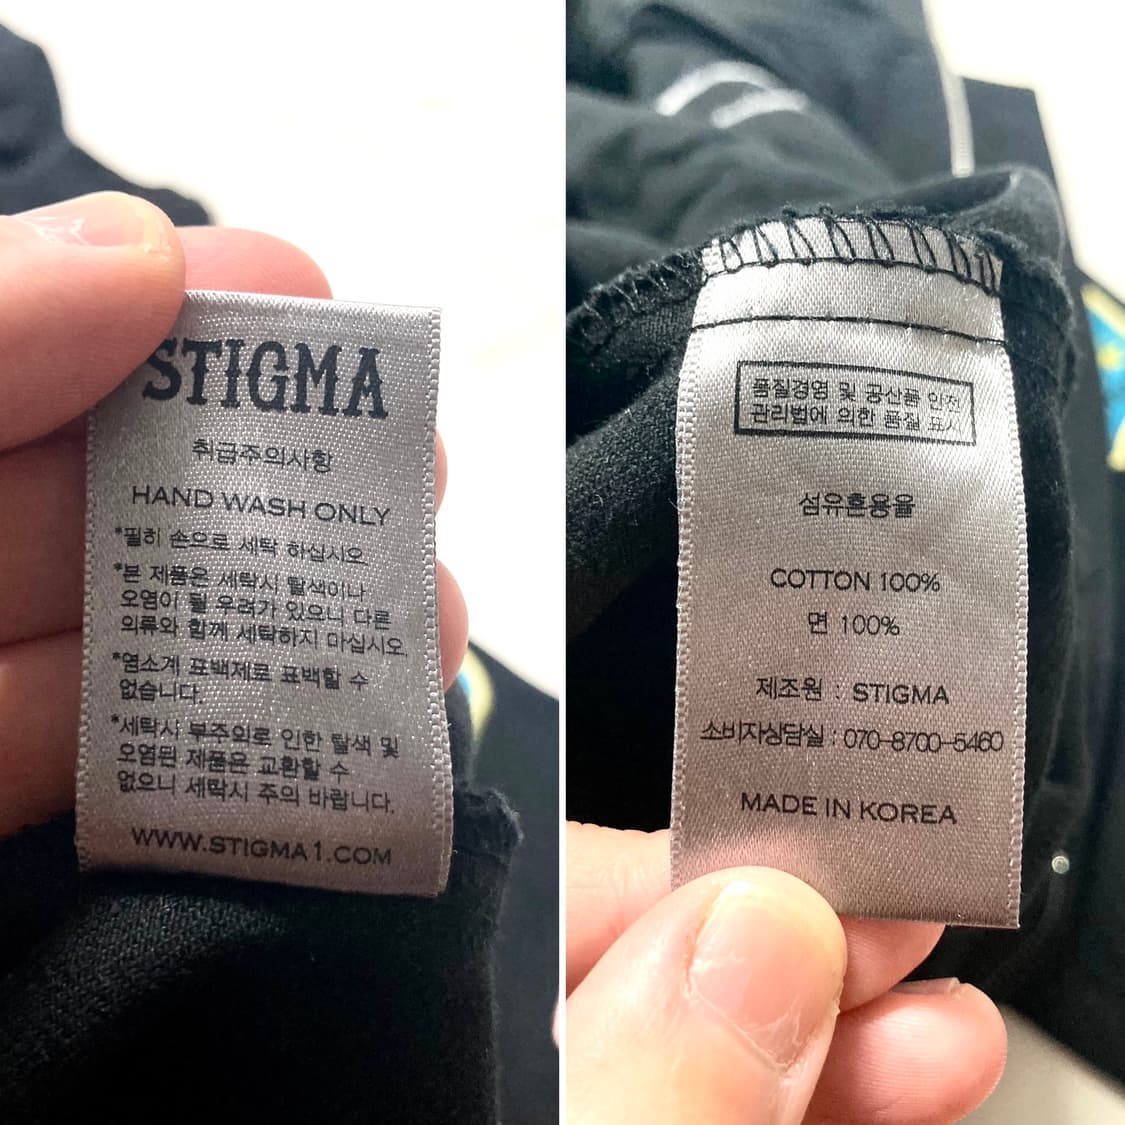 STIGMA
취급주의사항
HAND WASH ONLY
*필히 손으로 세탁 하십시오.
*본 제품은 세탁시 탈색이나
오염이 될 우려가 있으니 다른
의류와 함께 세탁하지 마십시오.
*염소계 표백제로 표백할 수
없습니다.
*세탁시 부주의로 인한 탈색 및
오염된 제품은 교환할 수
없으니 세탁시 주의 바랍니다.
WWW.STIGMA1.COM
품질경영 및 공산품 안전
관리법에 의한 품질 표시
섬유혼용율
COTTON 100%
면 100%
제조원 : STIGMA
소비자상담실 : 070-8700-5460
MADE IN KOREA